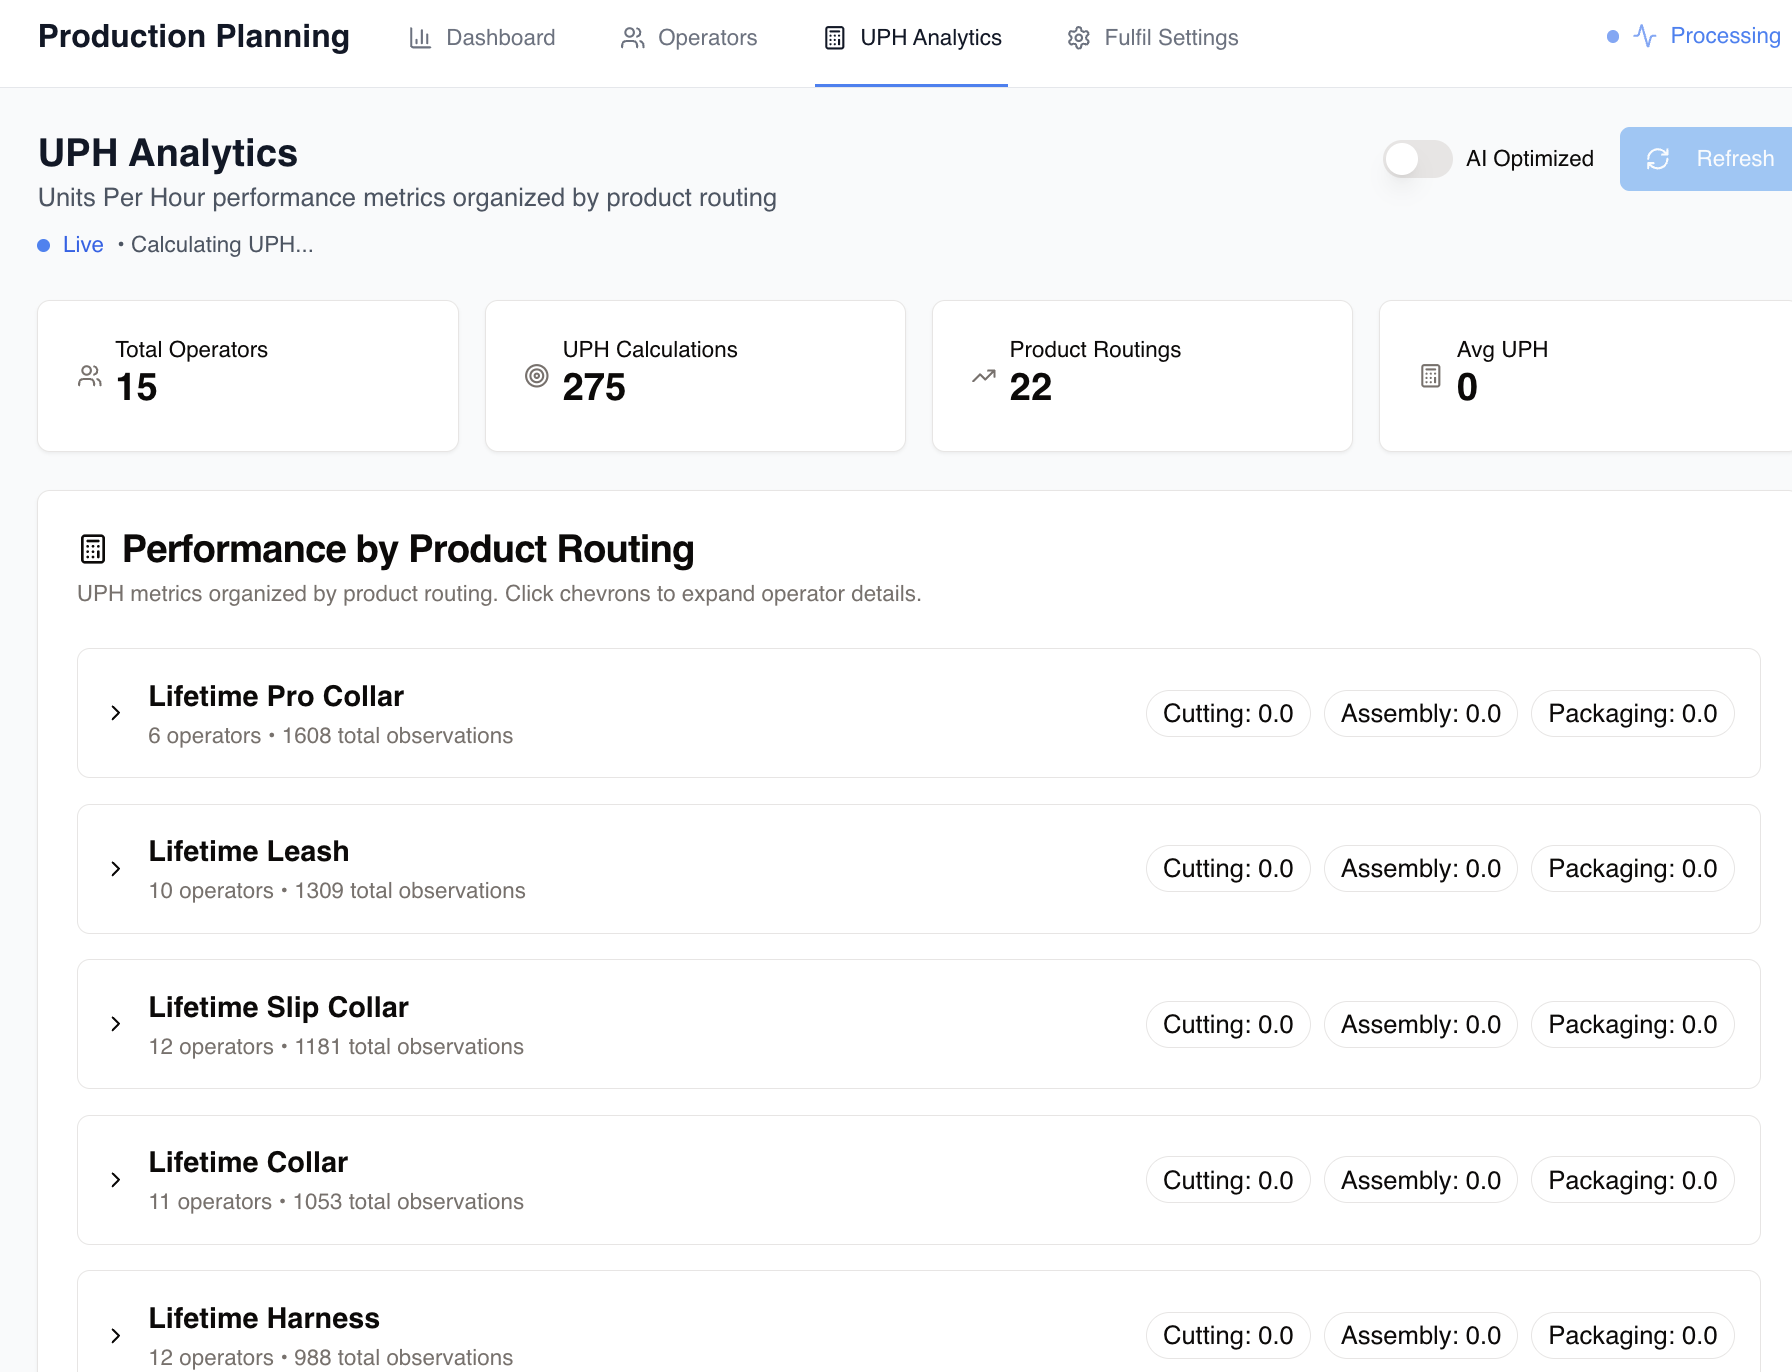 Production Planning
Dashboard
Operators
UPH Analytics
Fulfil Settings
Processing
UPH Analytics
Units Per Hour performance metrics organized by product routing
Live • Calculating UPH...
AI Optimized
Refresh
Total Operators
15
UPH Calculations
275
Product Routings
22
Avg UPH
0
Performance by Product Routing
UPH metrics organized by product routing. Click chevrons to expand operator details.
Lifetime Pro Collar
6 operators • 1608 total observations
Cutting: 0.0
Assembly: 0.0
Packaging: 0.0
Lifetime Leash
10 operators • 1309 total observations
Cutting: 0.0
Assembly: 0.0
Packaging: 0.0
Lifetime Slip Collar
12 operators • 1181 total observations
Cutting: 0.0
Assembly: 0.0
Packaging: 0.0
Lifetime Collar
11 operators • 1053 total observations
Cutting: 0.0
Assembly: 0.0
Packaging: 0.0
Lifetime Harness
12 operators • 988 total observations
Cutting: 0.0
Assembly: 0.0
Packaging: 0.0